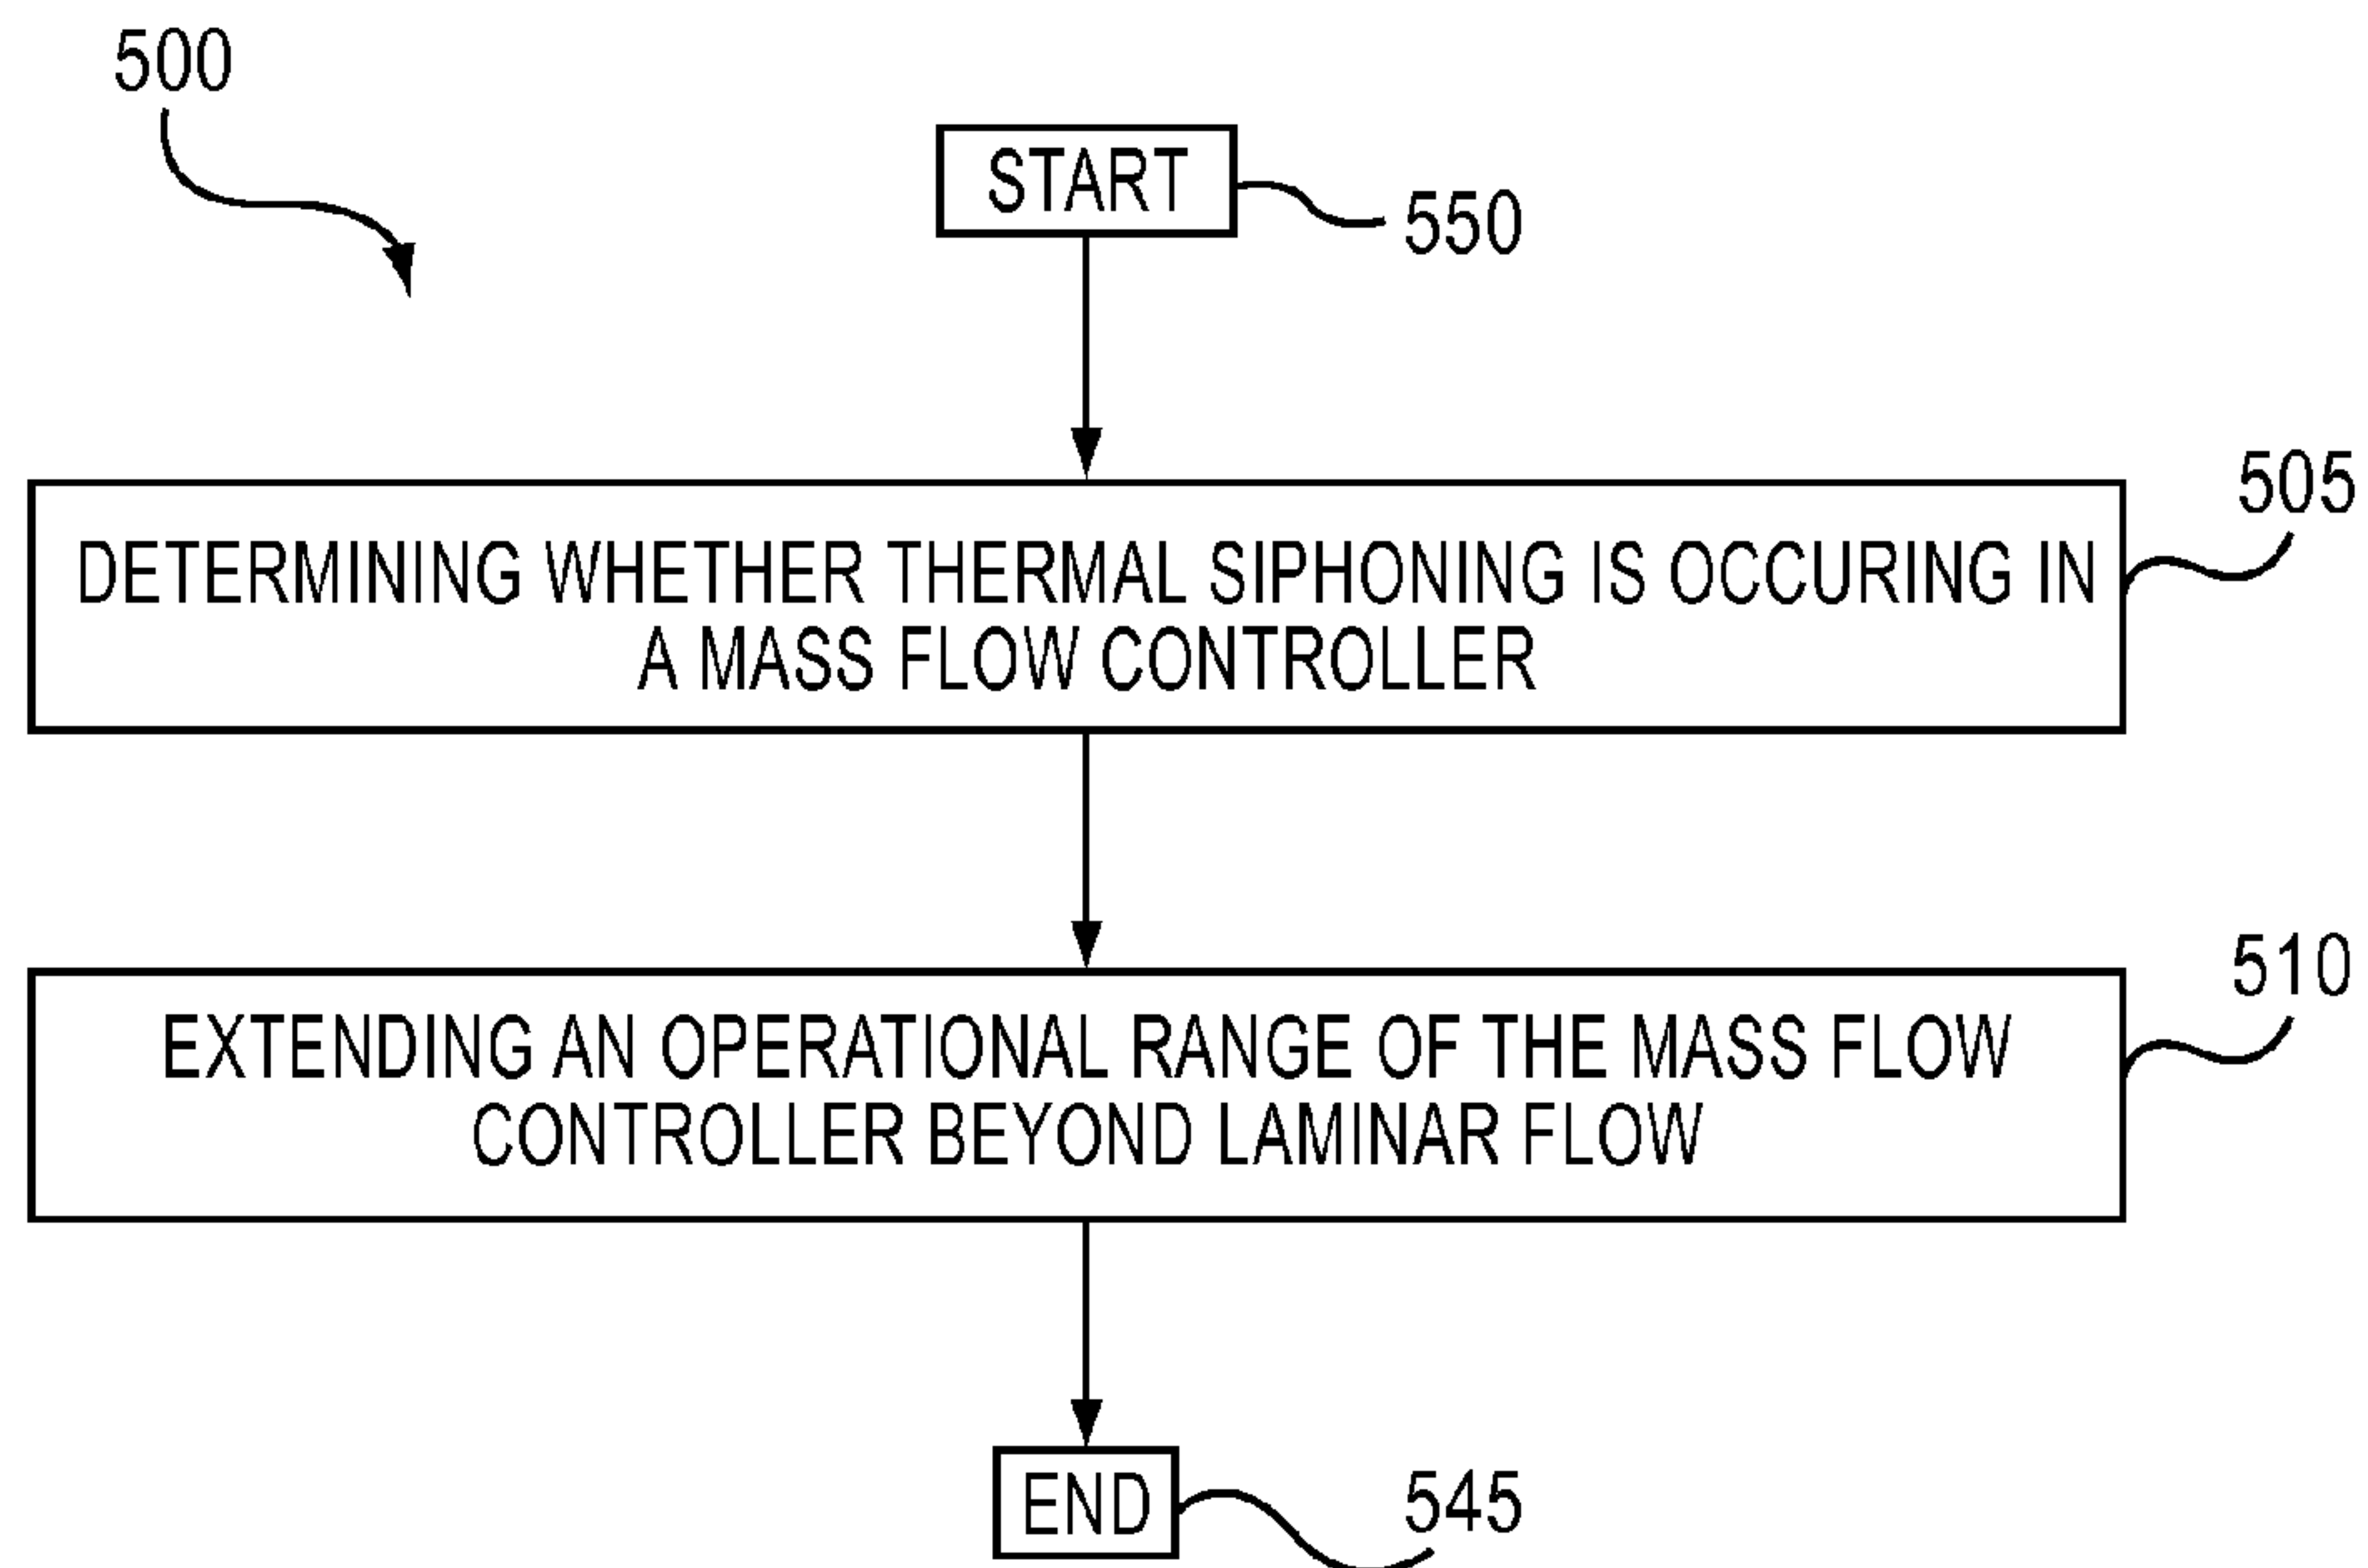 500
START
550
505
DETERMINING WHETHER THERMAL SIPHONING IS OCCURING IN
A MASS FLOW CONTROLLER
510
EXTENDING AN OPERATIONAL RANGE OF THE MASS FLOW
CONTROLLER BEYOND LAMINAR FLOW
END
545